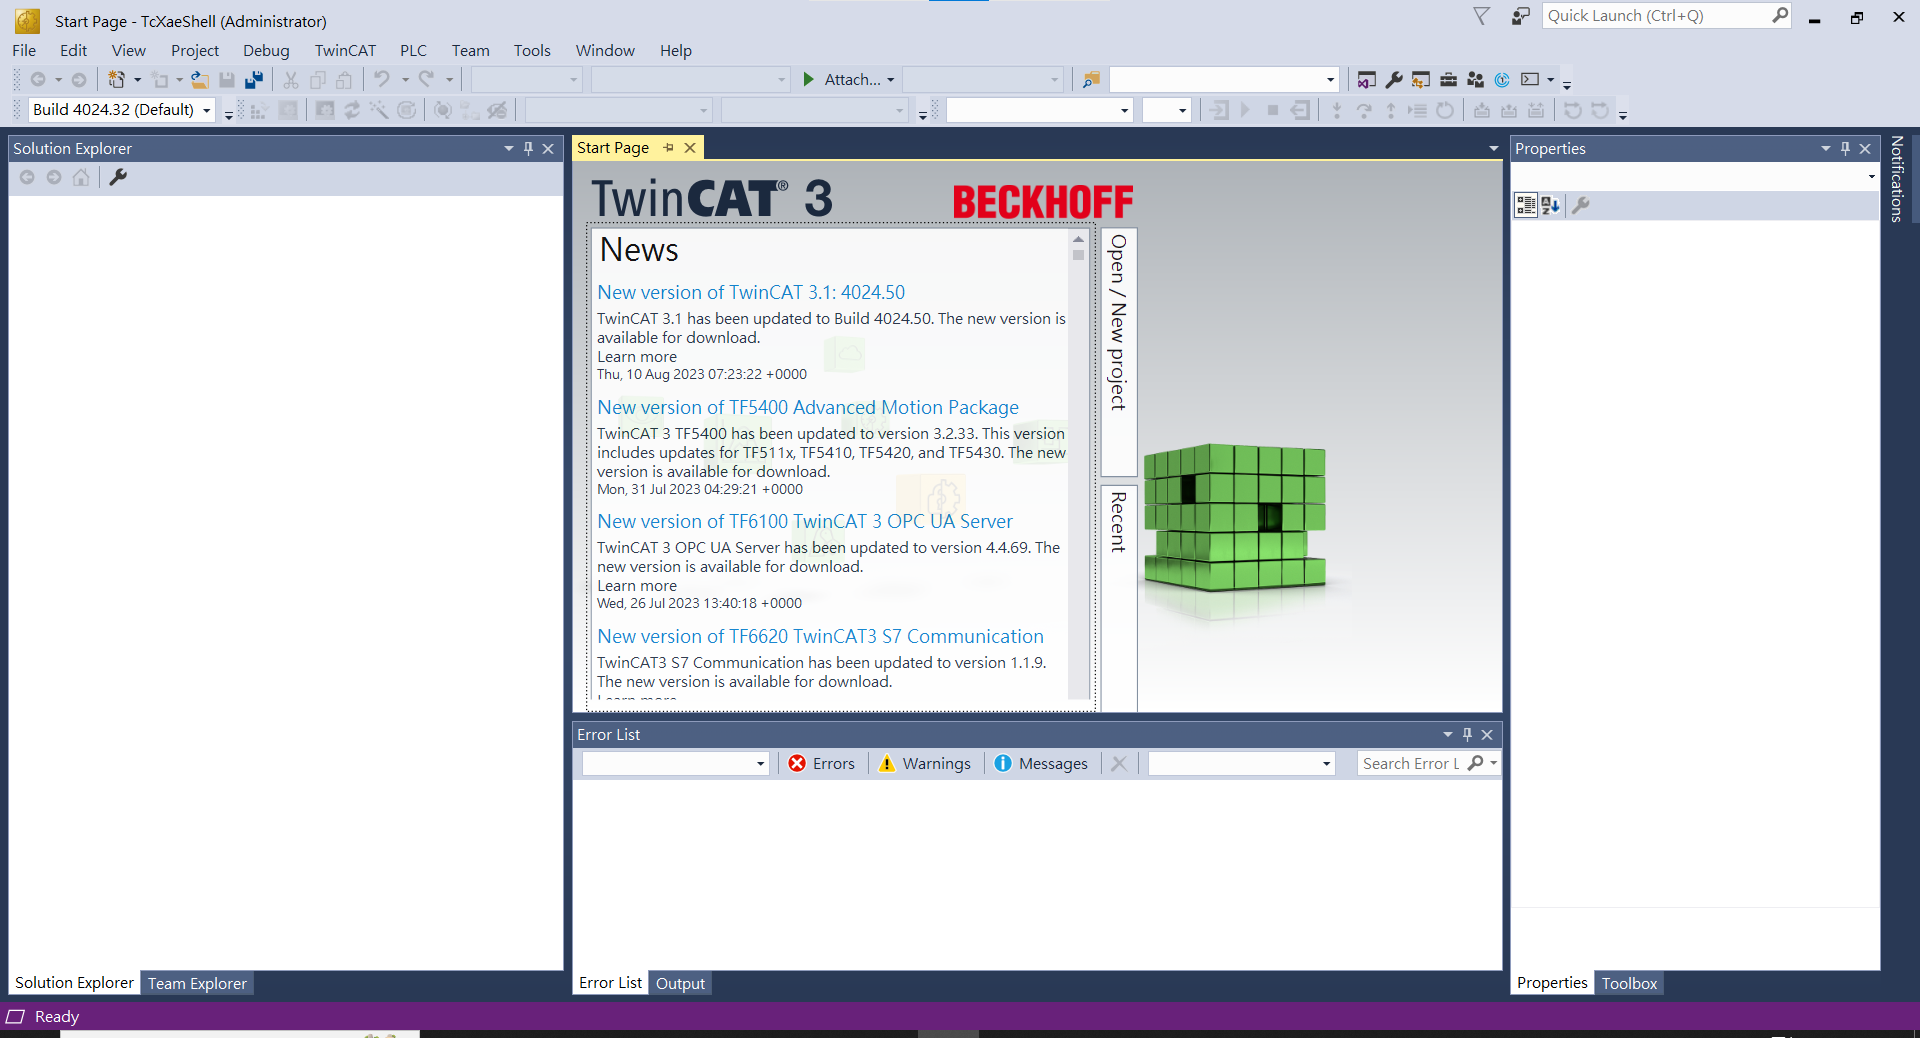 Start Page - TcXaeShell (Administrator)
Quick Launch (Ctrl+Q)
File Edit View Project Debug TwinCAT PLC Team Tools Window Help
Attach...
Build 4024.32 (Default)
Solution Explorer
Start Page
Properties
Notifications
TwinCAT® 3
BECKHOFF
News
New version of TwinCAT 3.1: 4024.50
TwinCAT 3.1 has been updated to Build 4024.50. The new version is
available for download.
Learn more
Thu, 10 Aug 2023 07:23:22 +0000
New version of TF5400 Advanced Motion Package
TwinCAT 3 TF5400 has been updated to version 3.2.33. This version
includes updates for TF511x, TF5410, TF5420, and TF5430. The new
version is available for download.
Mon, 31 Jul 2023 04:29:21 +0000
New version of TF6100 TwinCAT 3 OPC UA Server
TwinCAT 3 OPC UA Server has been updated to version 4.4.69. The
new version is available for download.
Learn more
Wed, 26 Jul 2023 13:40:18 +0000
New version of TF6620 TwinCAT3 S7 Communication
TwinCAT3 S7 Communication has been updated to version 1.1.9.
The new version is available for download.
Learn more
Open / New project
Recent
Error List
Errors
Warnings
Messages
Search Error L
Solution Explorer
Team Explorer
Error List
Output
Properties
Toolbox
Ready